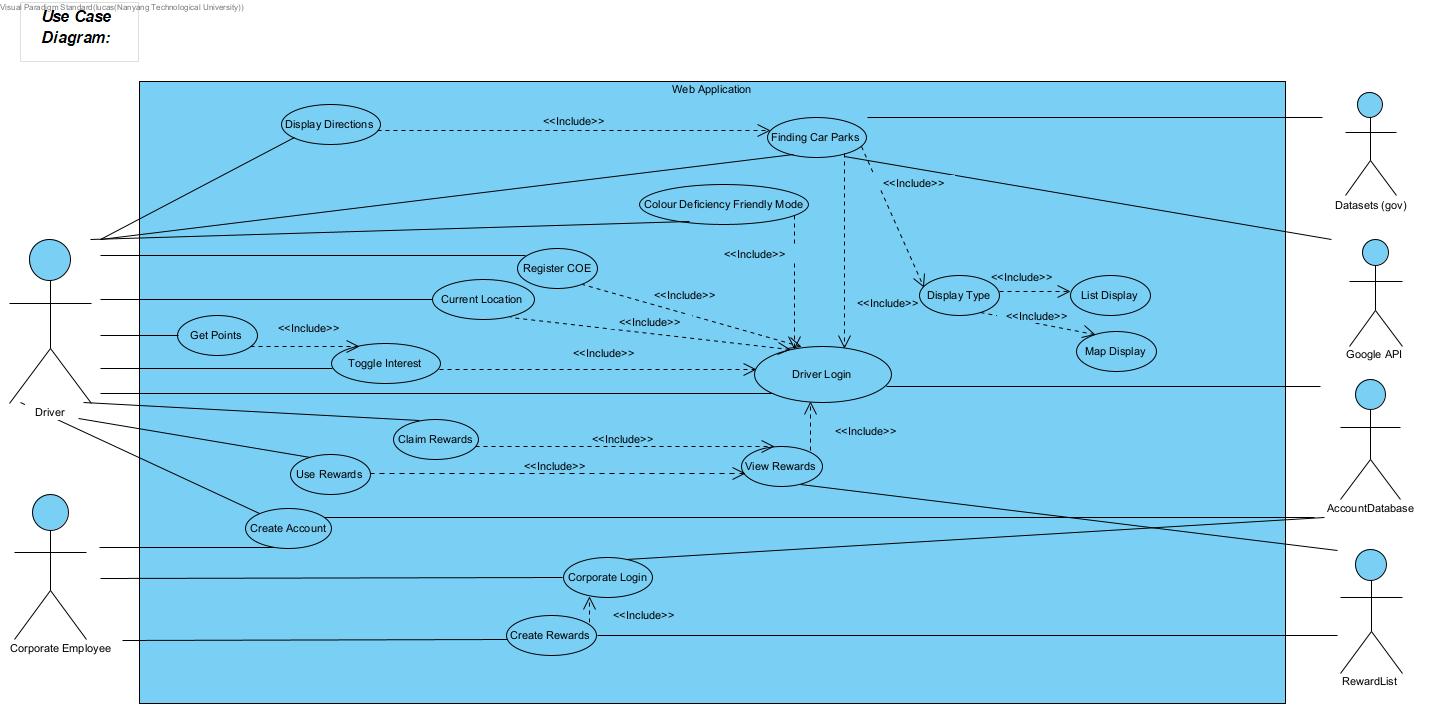 Visual Paradigm Standard(lucas(Nanyang Technological University))
Use Case
Diagram:
Web Application
Display Directions
<<Include>>
Finding Car Parks
<<Include>>
Colour Deficiency Friendly Mode
Datasets (gov)
<<Include>>
Register COE
Current Location
<<Include>>
<<Include>>
<<Include>>
Display Type
<<Include>>
List Display
<<Include>>
Map Display
Google API
Get Points
<<Include>>
Toggle Interest
<<Include>>
Driver Login
Driver
Claim Rewards
<<Include>>
<<Include>>
Use Rewards
<<Include>>
View Rewards
AccountDatabase
Create Account
Corporate Login
<<Include>>
Create Rewards
Corporate Employee
RewardList